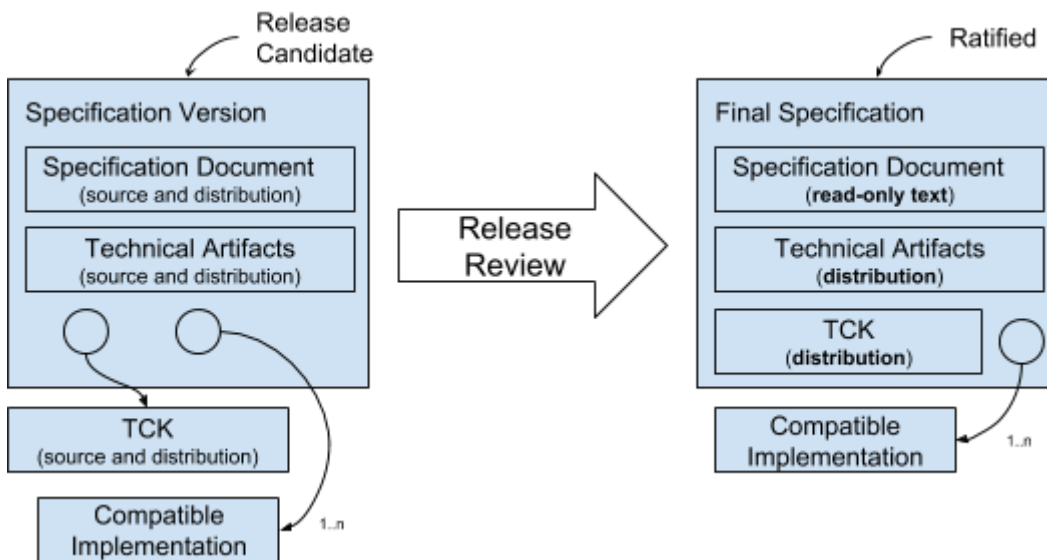 Release
Candidate
Specification Version
Specification Document
(source and distribution)
Technical Artifacts
(source and distribution)
TCK
(source and distribution)
1..n
Compatible
Implementation
Release
Review
Ratified
Final Specification
Specification Document
(read-only text)
Technical Artifacts
(distribution)
TCK
(distribution)
Compatible
Implementation
1..n